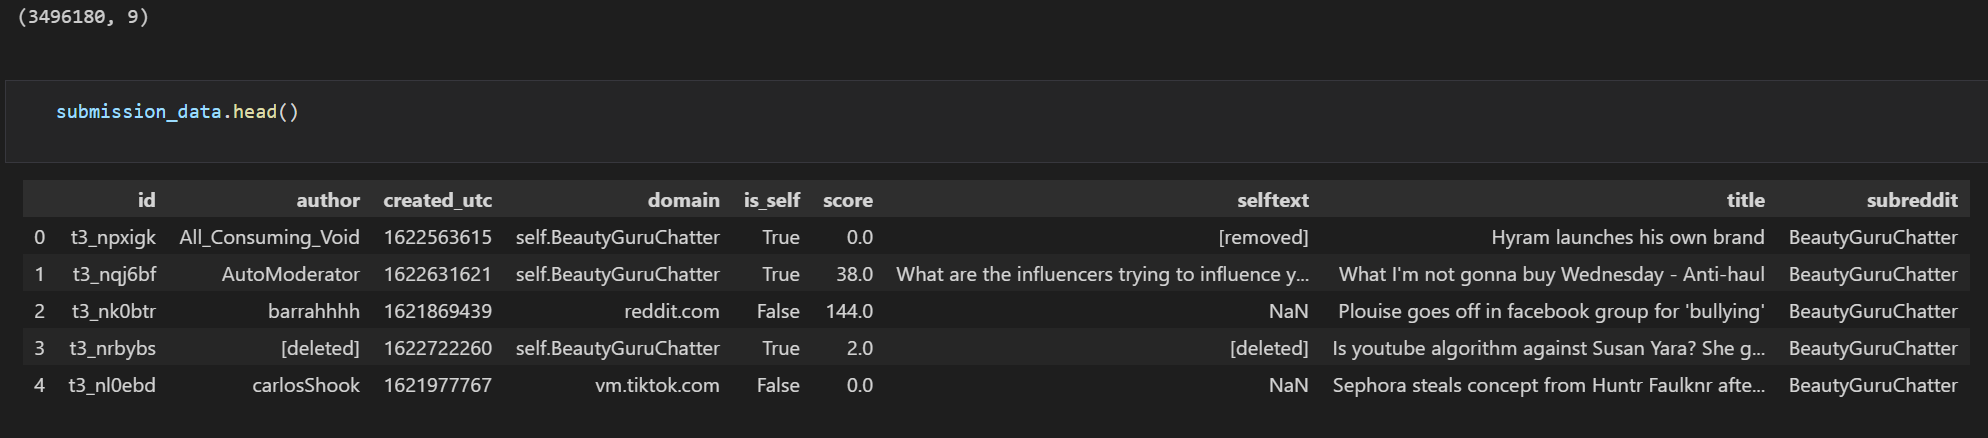 (3496180, 9)
submission_data.head()
id author created_utc domain is_self score selftext title subreddit
0 t3_npxigk All_Consuming_Void 1622563615 self.BeautyGuruChatter True 0.0 [removed] Hyram launches his own brand BeautyGuruChatter
1 t3_nqj6bf AutoModerator 1622631621 self.BeautyGuruChatter True 38.0 What are the influencers trying to influence y... What I'm not gonna buy Wednesday - Anti-haul BeautyGuruChatter
2 t3_nk0btr barrahhhh 1621869439 reddit.com False 144.0 NaN Plouise goes off in facebook group for 'bullying' BeautyGuruChatter
3 t3_nrbybs [deleted] 1622722260 self.BeautyGuruChatter True 2.0 [deleted] Is youtube algorithm against Susan Yara? She g... BeautyGuruChatter
4 t3_nl0ebd carlosShook 1621977767 vm.tiktok.com False 0.0 NaN Sephora steals concept from Huntr Faulknr afte... BeautyGuruChatter